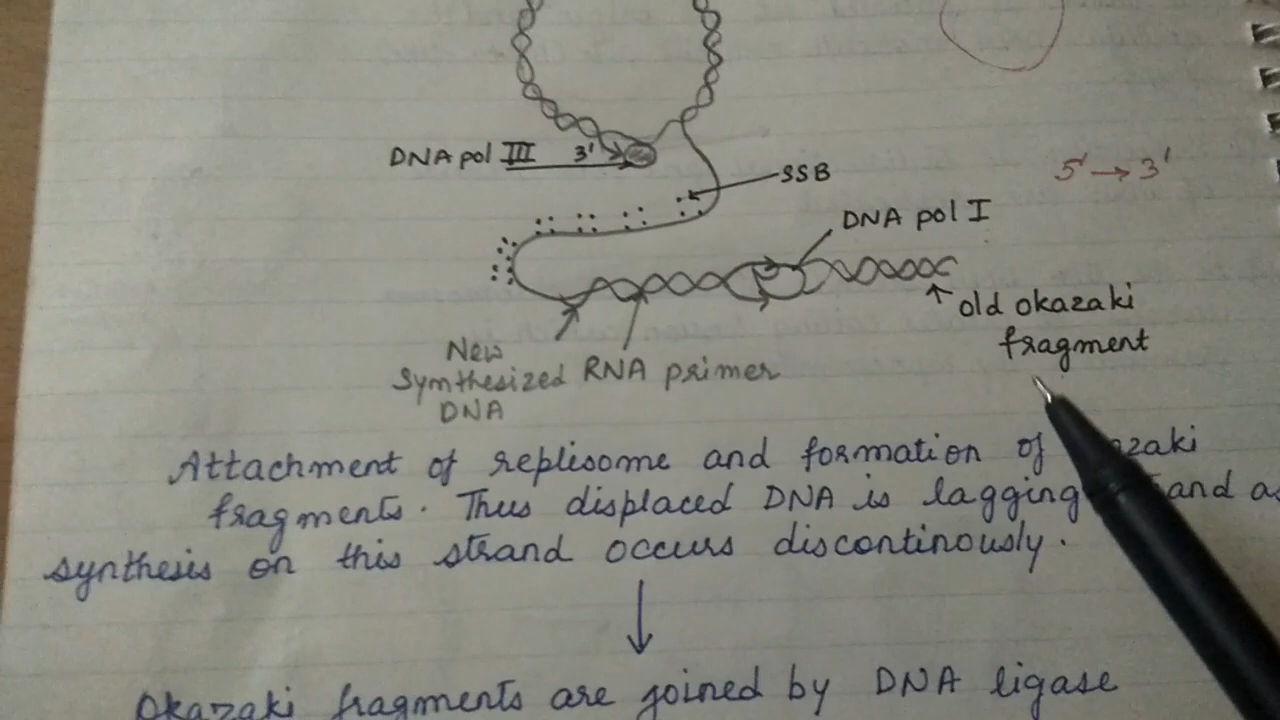 DNA pol III 3'
SSB
5' → 3'
DNA pol I
old okazaki
fragment
New
Synthesized
DNA
RNA primer
Attachment of replisome and formation of
fragments. Thus displaced DNA is lagging
synthesis on this strand occurs discontinously.
↓
Okazaki fragments are joined by DNA ligase